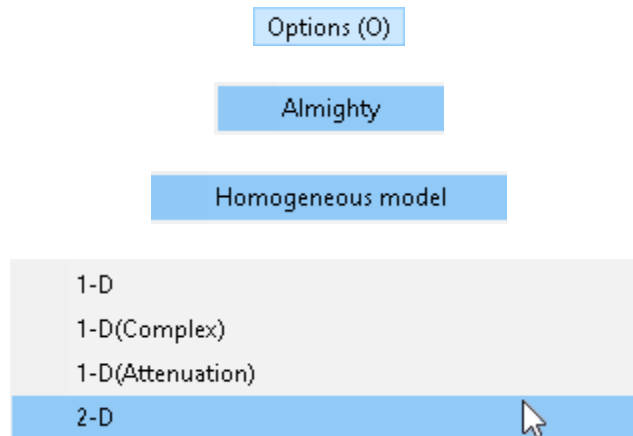 Options (O)
Almighty
Homogeneous model
1-D
1-D(Complex)
1-D(Attenuation)
2-D